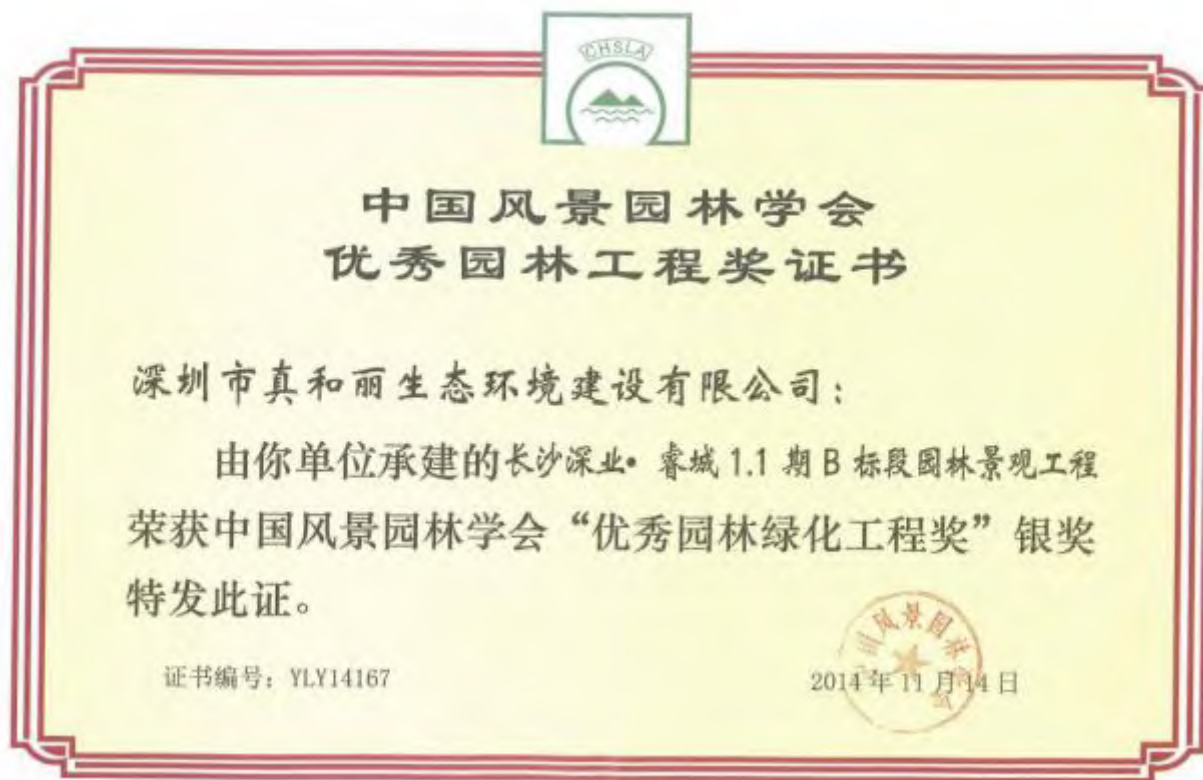 CHSLA
中国风景园林学会
优秀园林工程奖证书
深圳市真和丽生态环境建设有限公司：
由你单位承建的长沙深业•睿城1.1期B标段园林景观工程
荣获中国风景园林学会“优秀园林绿化工程奖”银奖
特发此证。
证书编号：YLY14167
2014年11月14日